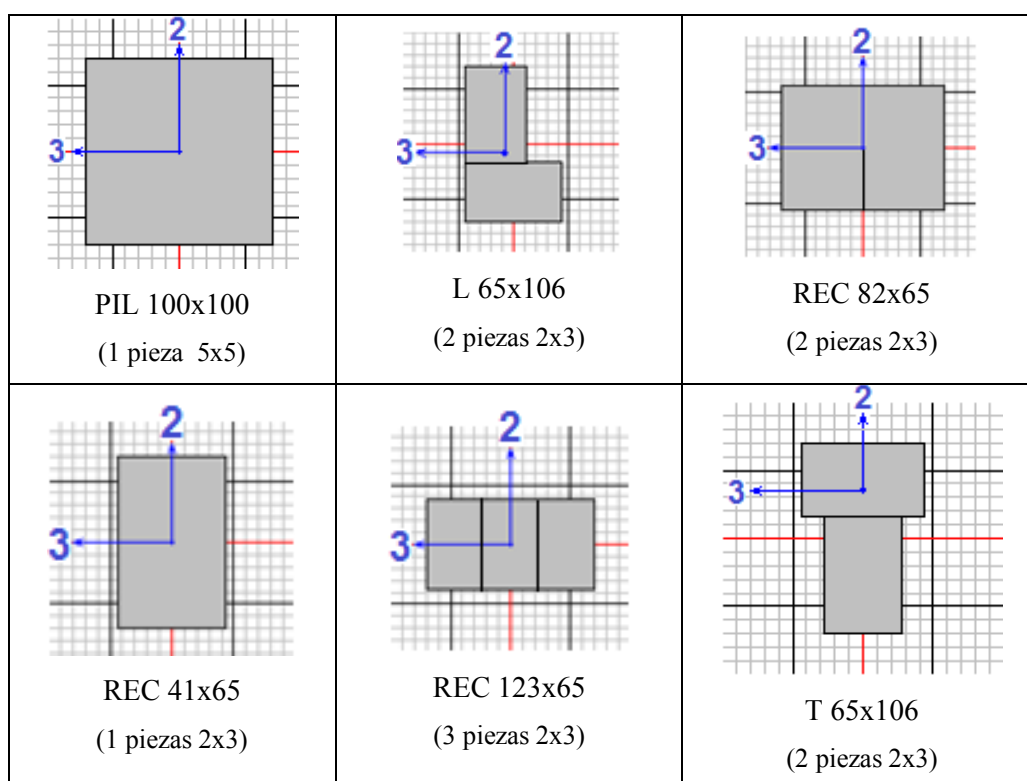 2
3
PIL 100x100
(1 pieza 5x5)
2
3
L 65x106
(2 piezas 2x3)
2
3
REC 82x65
(2 piezas 2x3)
2
3
REC 41x65
(1 piezas 2x3)
2
3
REC 123x65
(3 piezas 2x3)
2
3
T 65x106
(2 piezas 2x3)